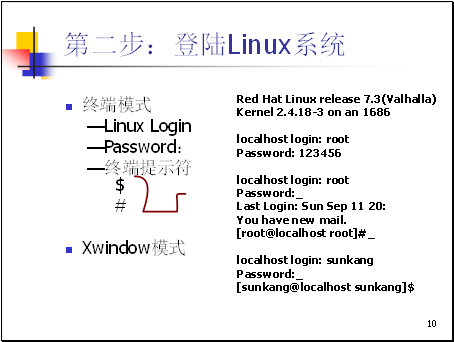 第二步：登陆Linux系统
终端模式
—Linux Login
—Password：
—终端提示符
$
#
Xwindow模式
Red Hat Linux release 7.3(Valhalla)
Kernel 2.4.18-3 on an 1686
localhost login: root
Password: 123456
localhost login: root
Password:_
Last Login: Sun Sep 11 20:
You have new mail.
[root@localhost root]#_
localhost login: sunkang
Password:_
[sunkang@localhost sunkang]$
10